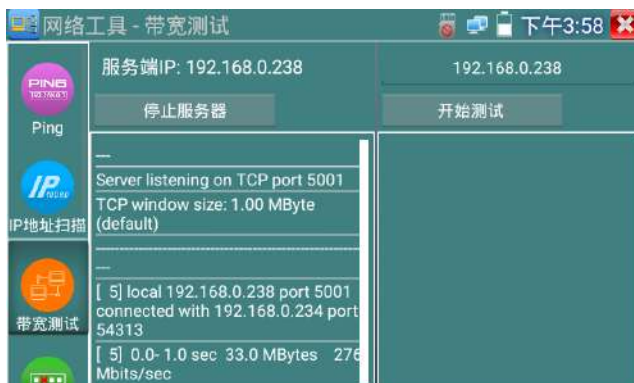 网络工具 - 带宽测试
下午3:58
服务端IP: 192.168.0.238
192.168.0.238
停止服务器
开始测试
PING
Ping
IP
IP地址扫描
带宽测试
Server listening on TCP port 5001
TCP window size: 1.00 MByte
(default)
[ 5] local 192.168.0.238 port 5001
connected with 192.168.0.234 port
54313
[ 5] 0.0- 1.0 sec 33.0 MBytes 276
Mbits/sec